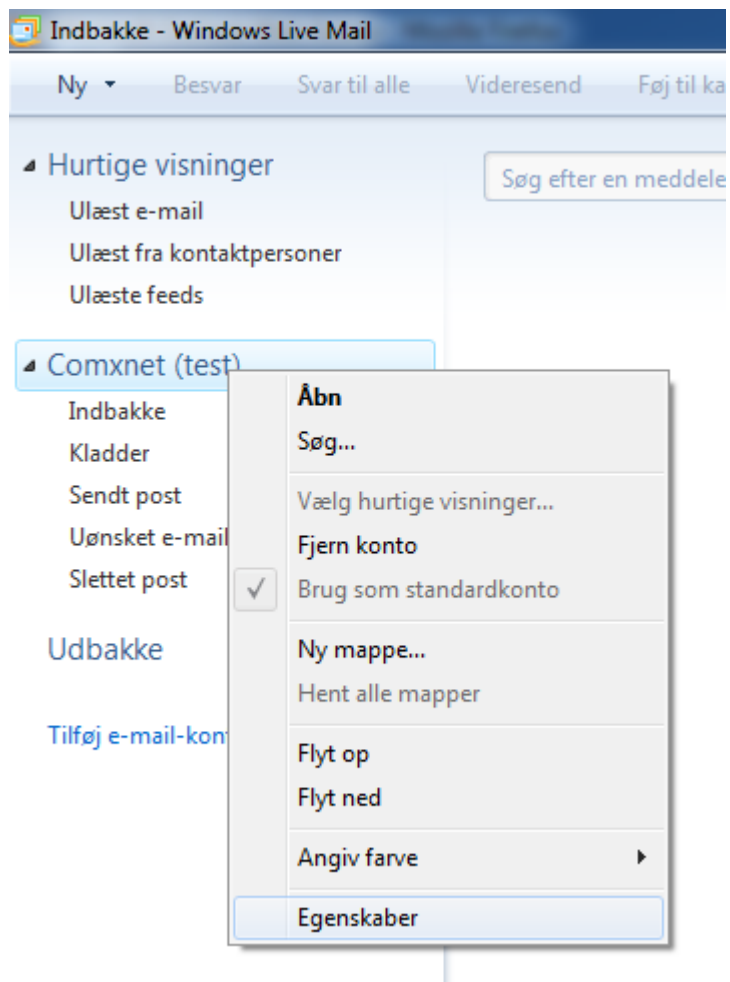 Indbakke - Windows Live Mail
Ny Besvar Svar til alle Videresend Føj til ka
Hurtige visninger
Søg efter en meddele
Ulæst e-mail
Ulæst fra kontaktpersoner
Ulæste feeds
Comxnet (test)
Indbakke
Kladder
Sendt post
Uønsket e-mail
Slettet post
Udbakke
Tilføj e-mail-kon
Åbn
Søg...
Vælg hurtige visninger...
Fjern konto
Brug som standardkonto
Ny mappe...
Hent alle mapper
Flyt op
Flyt ned
Angiv farve
Egenskaber